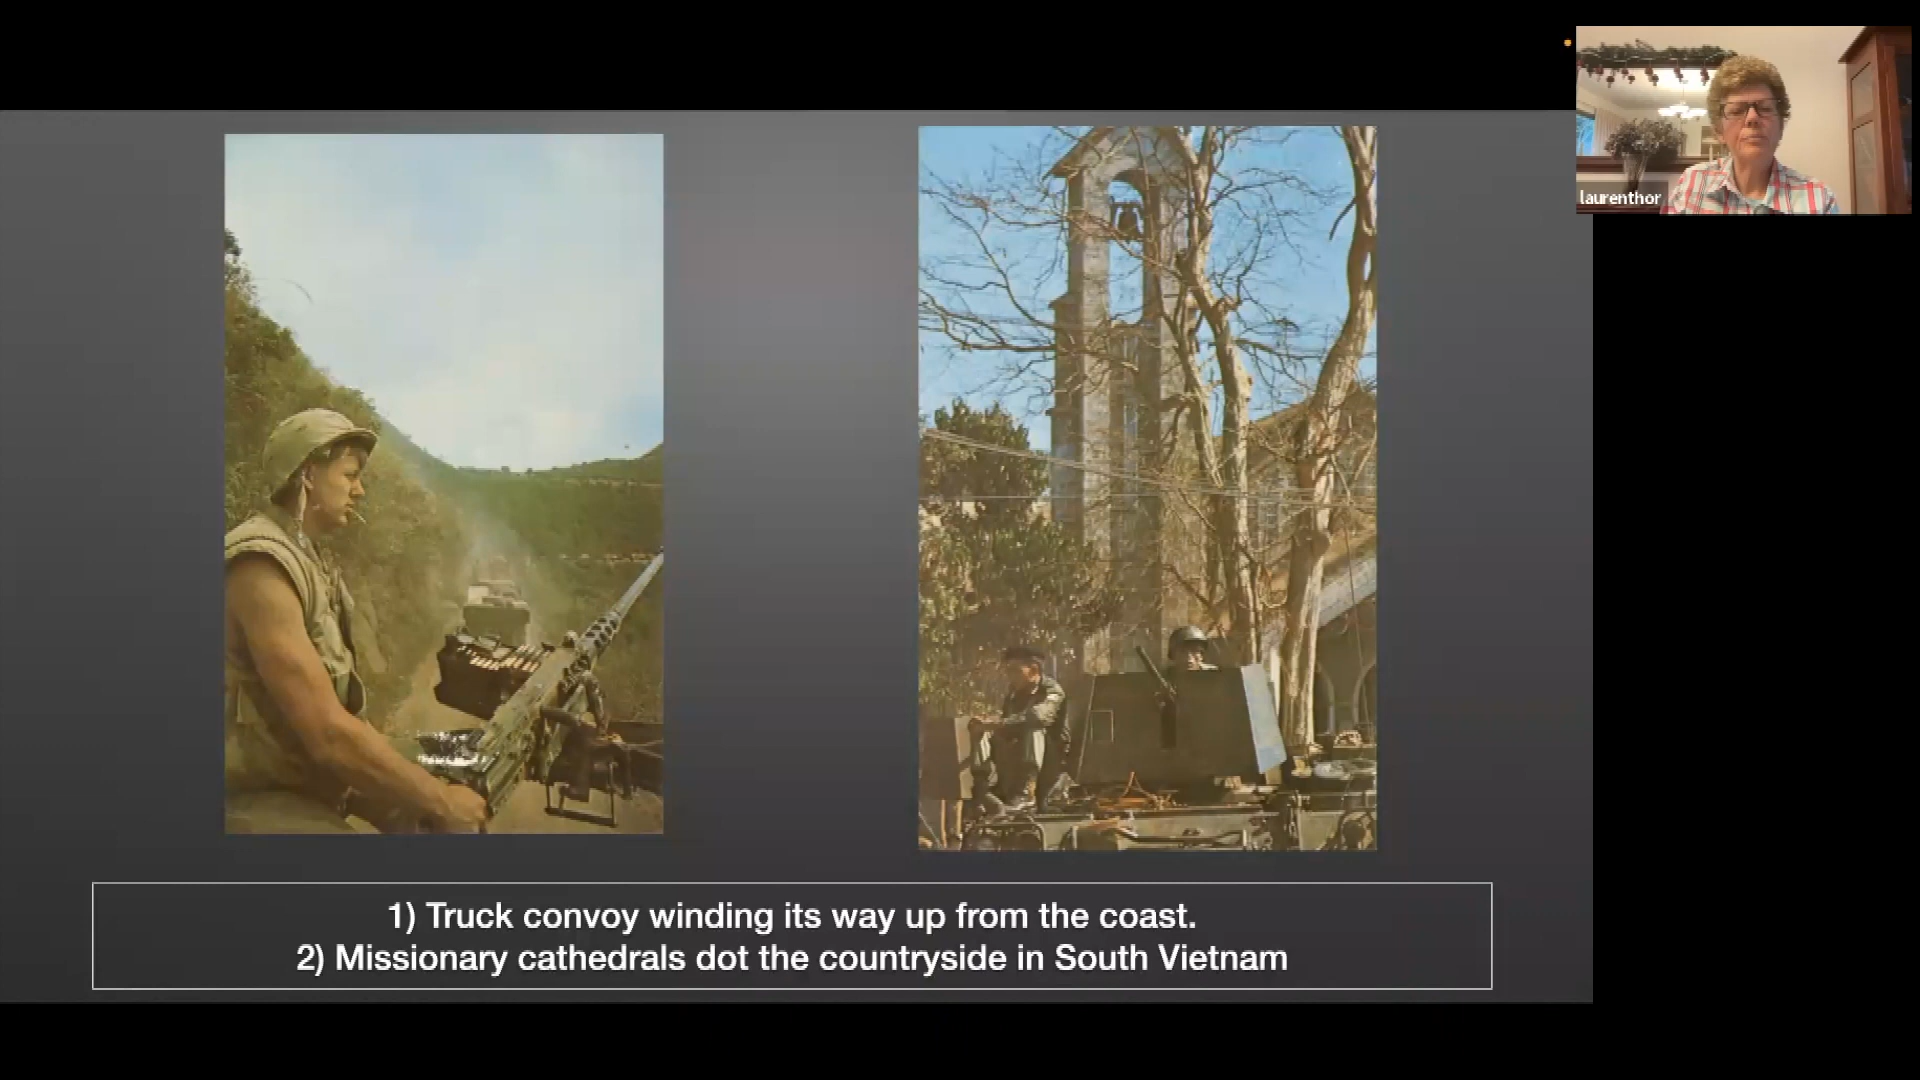 laurenthor
1) Truck convoy winding its way up from the coast.
2) Missionary cathedrals dot the countryside in South Vietnam